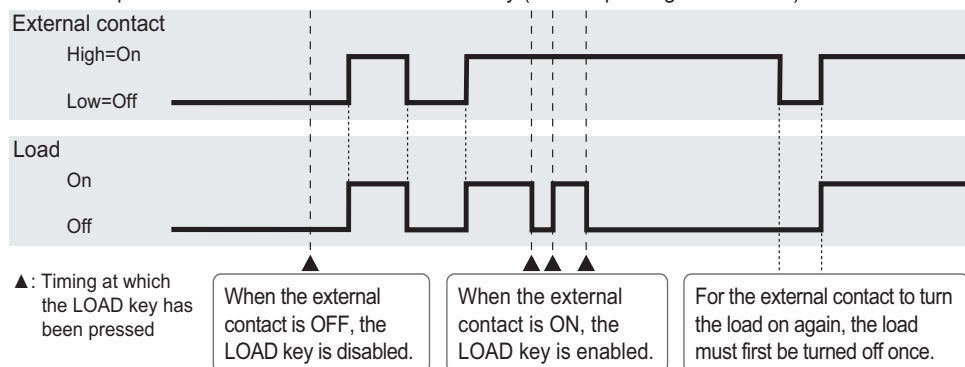 External contact
High=On
Low=Off
Load
On
Off
▲: Timing at which
the LOAD key has
been pressed
When the external
contact is OFF, the
LOAD key is disabled.
When the external
contact is ON, the
LOAD key is enabled.
For the external contact to turn
the load on again, the load
must first be turned off once.